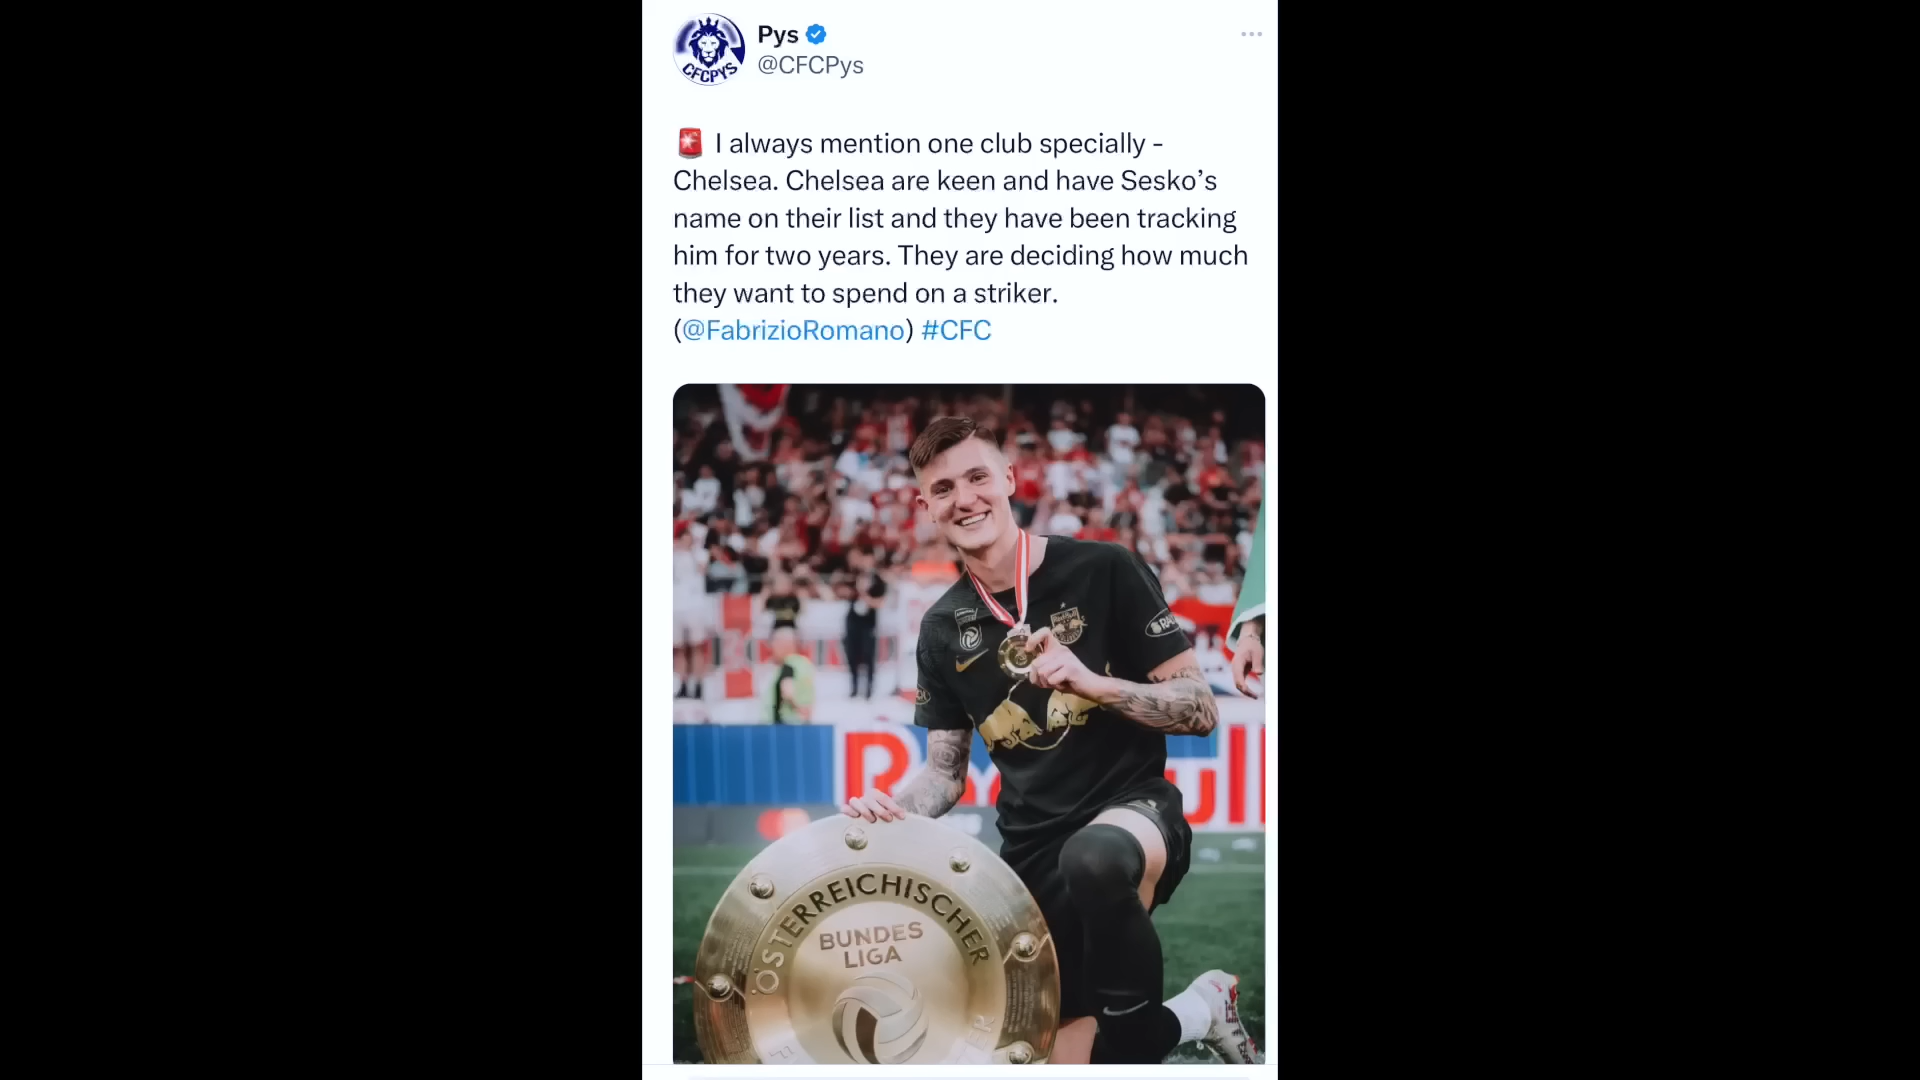 CFCPYS
Pys
@CFCPys
I always mention one club specially -
Chelsea. Chelsea are keen and have Sesko’s
name on their list and they have been tracking
him for two years. They are deciding how much
they want to spend on a striker.
(@FabrizioRomano) #CFC
ÖSTERREICHISCHER
BUNDES
LIGA